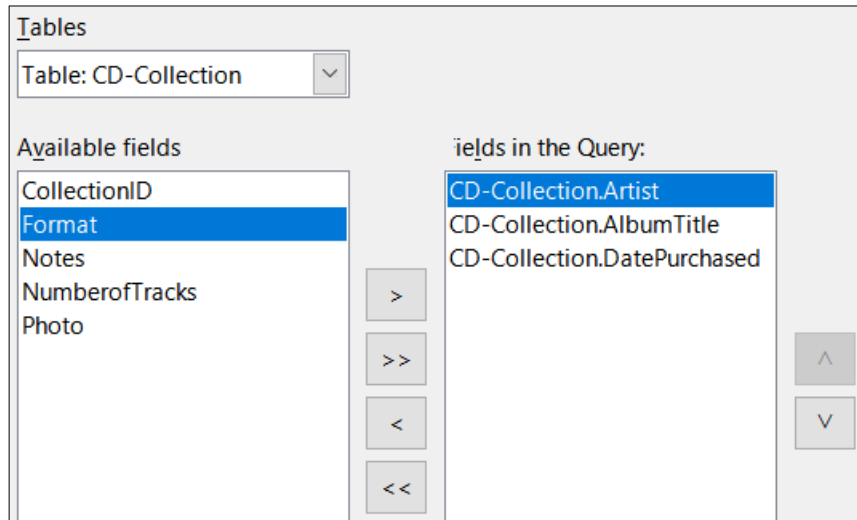 Tables
Table: CD-Collection
Available fields
CollectionID
Format
Notes
NumberofTracks
Photo
>
>>
<
<<
Fields in the Query:
CD-Collection.Artist
CD-Collection.AlbumTitle
CD-Collection.DatePurchased